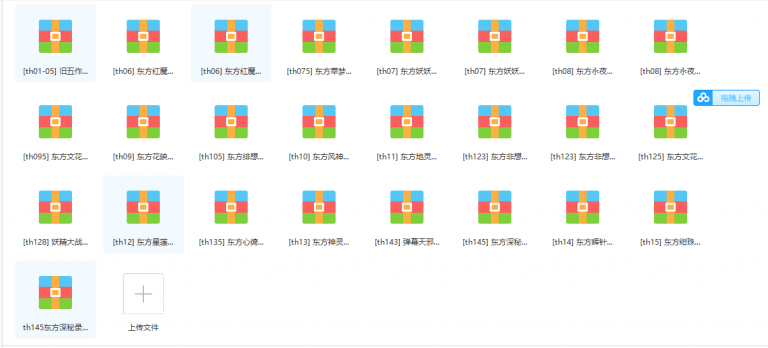 [th01-05] 旧五作...
[th06] 东方红魔...
[th06] 东方红魔...
[th075] 东方萃梦...
[th07] 东方妖妖...
[th07] 东方妖妖...
[th08] 东方永夜...
[th08] 东方永夜...
拖拽上传
[th095] 东方文花...
[th09] 东方花映...
[th105] 东方绯想...
[th10] 东方风神...
[th11] 东方地灵...
[th123] 东方非想...
[th123] 东方非想...
[th125] 东方文花...
[th128] 妖精大战...
[th12] 东方星莲...
[th135] 东方心绮...
[th13] 东方神灵...
[th143] 弹幕天邪...
[th145] 东方深秘...
[th14] 东方辉针...
[th15] 东方绀珠...
th145东方深秘录...
上传文件